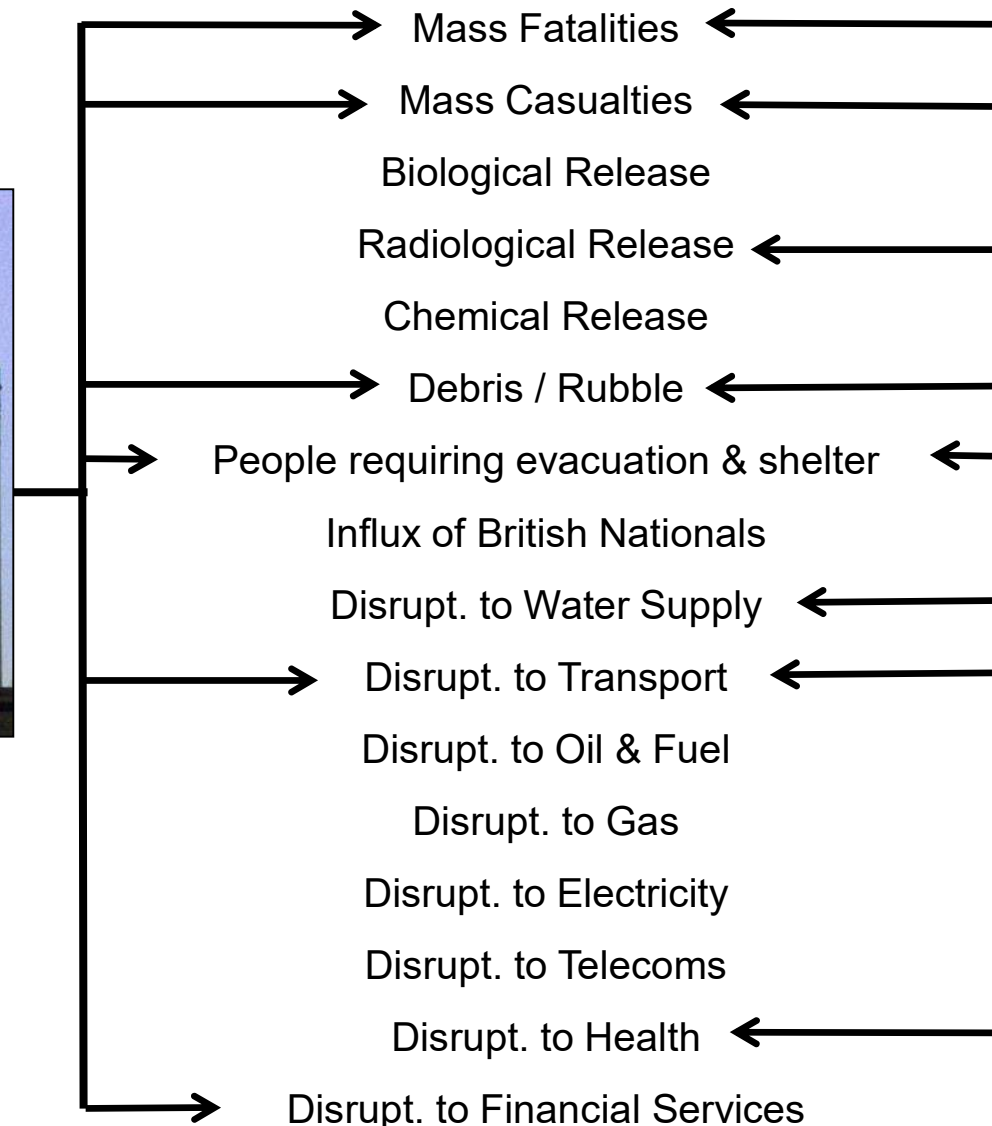 Mass Fatalities
Mass Casualties
Biological Release
Radiological Release
Chemical Release
Debris / Rubble
People requiring evacuation & shelter
Influx of British Nationals
Disrupt. to Water Supply
Disrupt. to Transport
Disrupt. to Oil & Fuel
Disrupt. to Gas
Disrupt. to Electricity
Disrupt. to Telecoms
Disrupt. to Health
Disrupt. to Financial Services